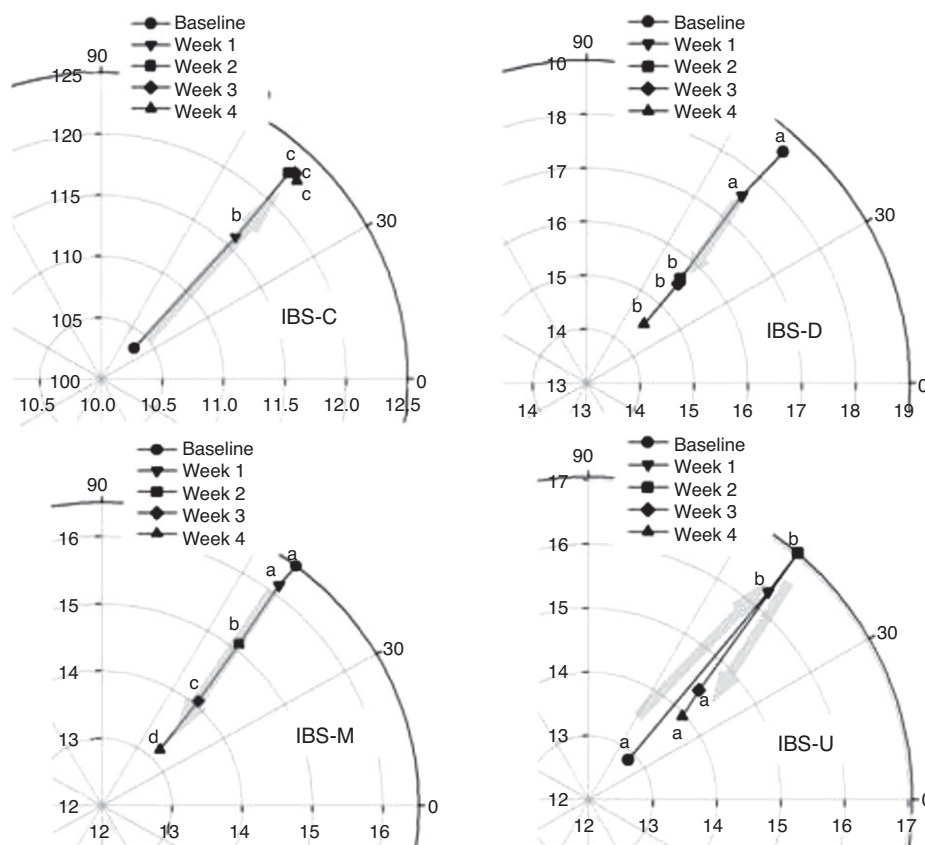 Baseline
Week 1
Week 2
Week 3
Week 4
90
125
120
115
110
105
100
10.5
10.0
10.5
11.0
11.5
12.0
12.5
0
30
c
c
c
b
IBS-C
Baseline
Week 1
Week 2
Week 3
Week 4
90
10
18
17
16
15
14
13
14
13
14
15
16
17
18
19
0
30
a
a
b
b
b
IBS-D
Baseline
Week 1
Week 2
Week 3
Week 4
90
16
15
14
13
12
12
13
14
15
16
0
30
a
a
b
c
d
IBS-M
Baseline
Week 1
Week 2
Week 3
Week 4
90
17
16
15
14
13
12
12
13
14
15
16
17
0
30
b
b
a
a
a
IBS-U